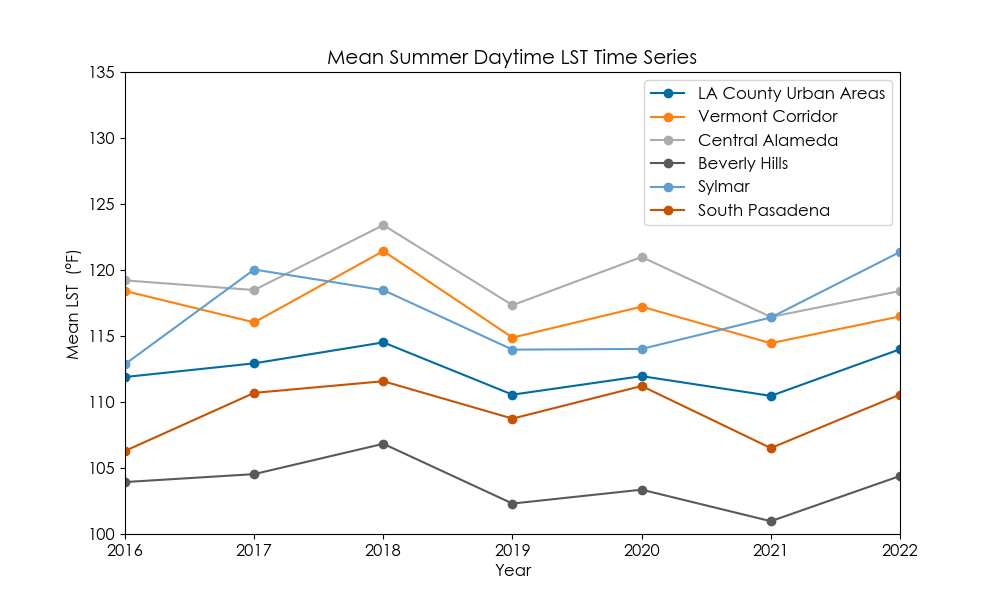 Mean Summer Daytime LST Time Series
135
130
125
120
115
110
105
100
Mean LST (°F)
LA County Urban Areas
Vermont Corridor
Central Alameda
Beverly Hills
Sylmar
South Pasadena
2016 2017 2018 2019 2020 2021 2022
Year